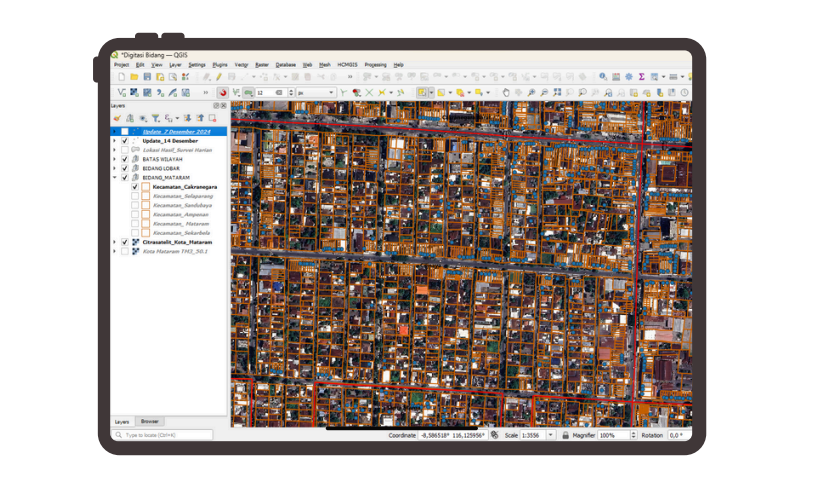 *Digitasi Bidang — QGIS
Project Edit View Layer Settings Plugins Vector Raster Database Web Mesh HCMGIS Processing Help
12 px
Layers
Update_7 Desember 2024
Update_14 Desember
Lokasi Hasil_Survei Harian
BATAS WILAYAH
BIDANG LOBAR
BIDANG_MATARAM
Kecamatan_Cakranegara
Kecamatan_Selaparang
Kecamatan_Sandubaya
Kecamatan_Ampenan
Kecamatan_ Mataram
Kecamatan_Sekarbela
Citrasatelit_Kota_Mataram
Kota Mataram TM3_50.1
Layers Browser
Type to locate (Ctrl+K) Coordinate -8,586518° 116,125956° Scale 1:3556 Magnifier 100% Rotation 0,0 °